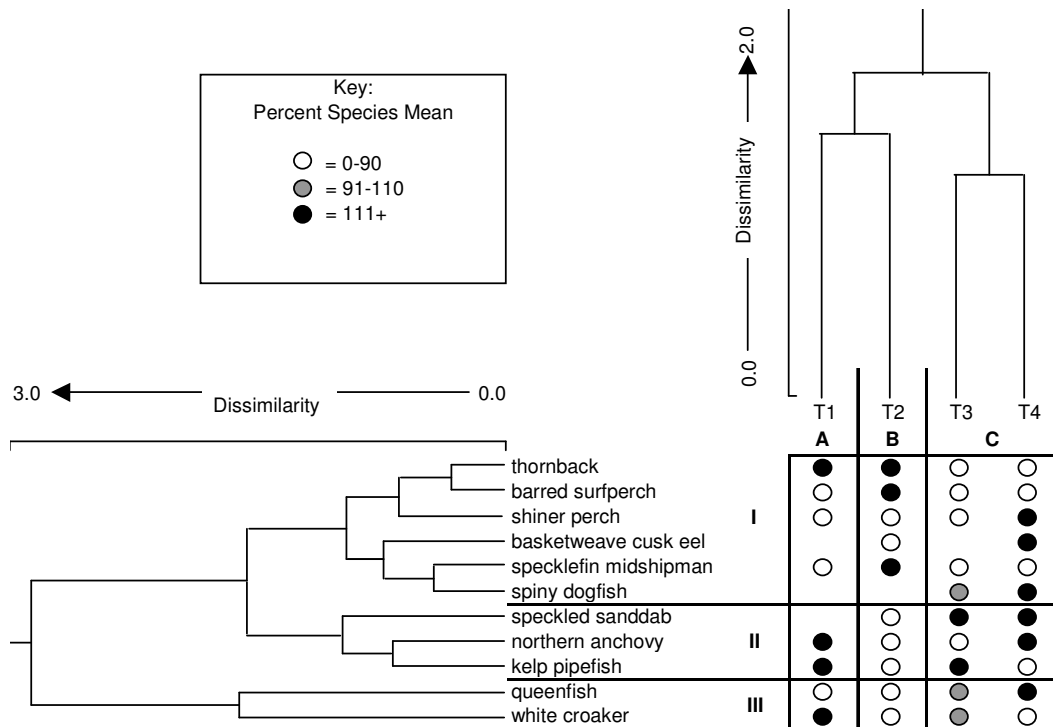 Key:
Percent Species Mean
= 0-90
= 91-110
= 111+
2.0
Dissimilarity
0.0
3.0
Dissimilarity
0.0
T1 T2 T3 T4
A B C
thornback
barred surfperch
shiner perch
I
basketweave cusk eel
specklefin midshipman
spiny dogfish
speckled sanddab
northern anchovy
II
kelp pipefish
queenfish
III
white croaker